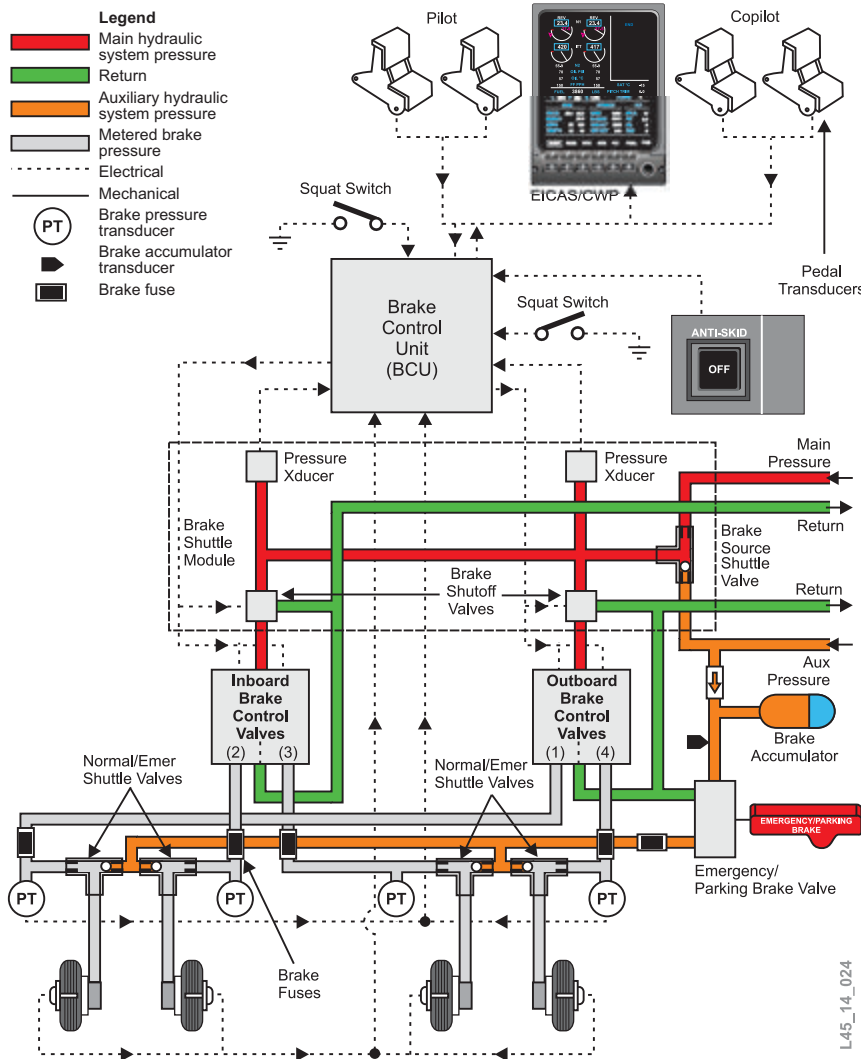 Legend
Main hydraulic
system pressure
Return
Auxiliary hydraulic
system pressure
Metered brake
pressure
Electrical
Mechanical
PT
Brake pressure
transducer
Brake accumulator
transducer
Brake fuse
Pilot
Copilot
EICAS/CWP
Pedal
Transducers
Squat Switch
Squat Switch
Brake
Control
Unit
(BCU)
ANTI-SKID
OFF
Pressure
Xducer
Pressure
Xducer
Main
Pressure
Return
Brake
Shuttle
Module
Brake
Source
Shuttle
Valve
Brake
Shutoff
Valves
Return
Aux
Pressure
Inboard
Brake
Control
Valves
(2) (3)
Outboard
Brake
Control
Valves
(1) (4)
Brake
Accumulator
Normal/Emer
Shuttle Valves
Normal/Emer
Shuttle Valves
EMERGENCY/PARKING
BRAKE
Emergency/
Parking Brake Valve
PT
PT
PT
PT
Brake
Fuses
L45_14_024